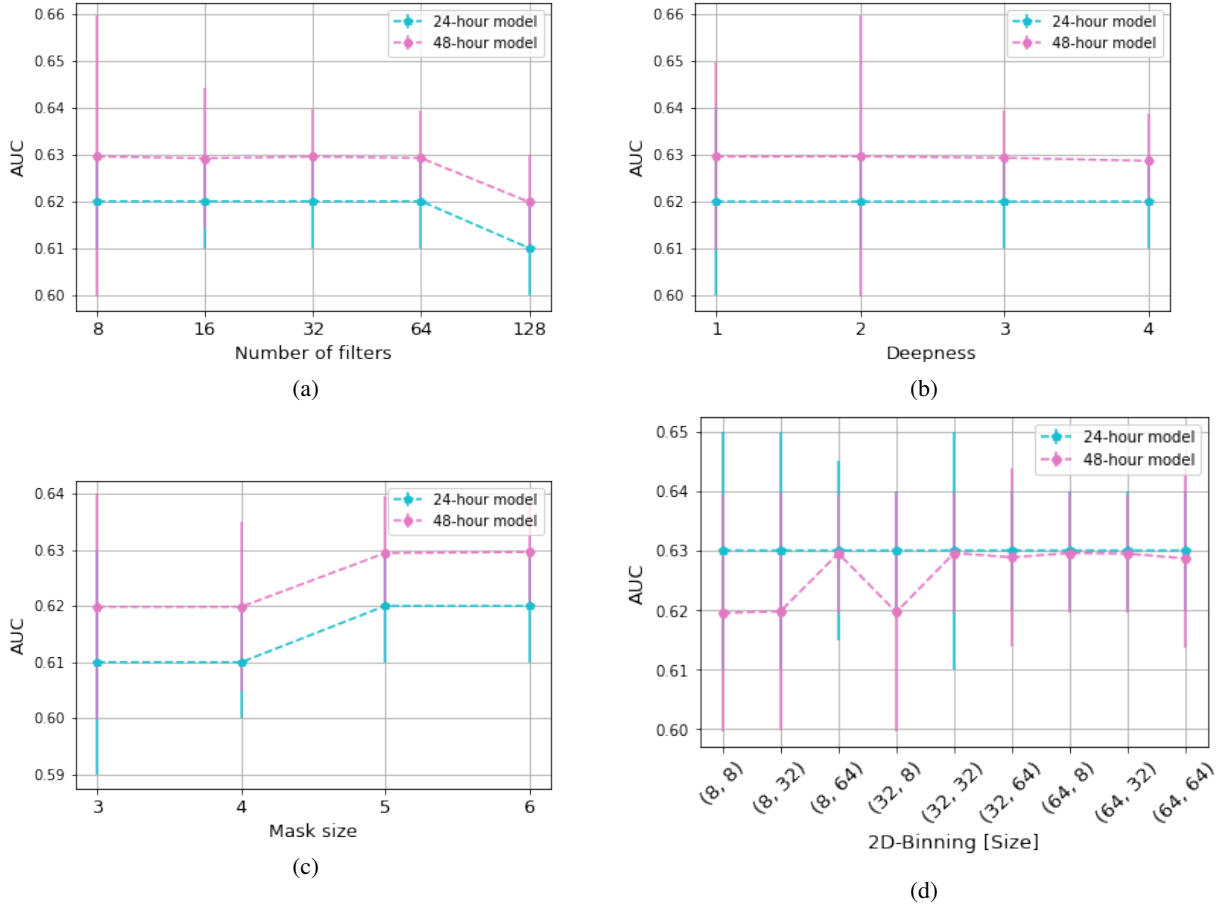 0.66
0.65
0.64
0.63
0.62
0.61
0.60
AUC
24-hour model
48-hour model
8 16 32 64 128
Number of filters
(a)
0.66
0.65
0.64
0.63
0.62
0.61
0.60
AUC
24-hour model
48-hour model
1 2 3 4
Deepness
(b)
0.64
0.63
0.62
0.61
0.60
0.59
AUC
24-hour model
48-hour model
3 4 5 6
Mask size
(c)
0.65
0.64
0.63
0.62
0.61
0.60
AUC
24-hour model
48-hour model
(8, 8) (8, 32) (8, 64) (32, 8) (32, 32) (32, 64) (64, 8) (64, 32) (64, 64)
2D-Binning [Size]
(d)